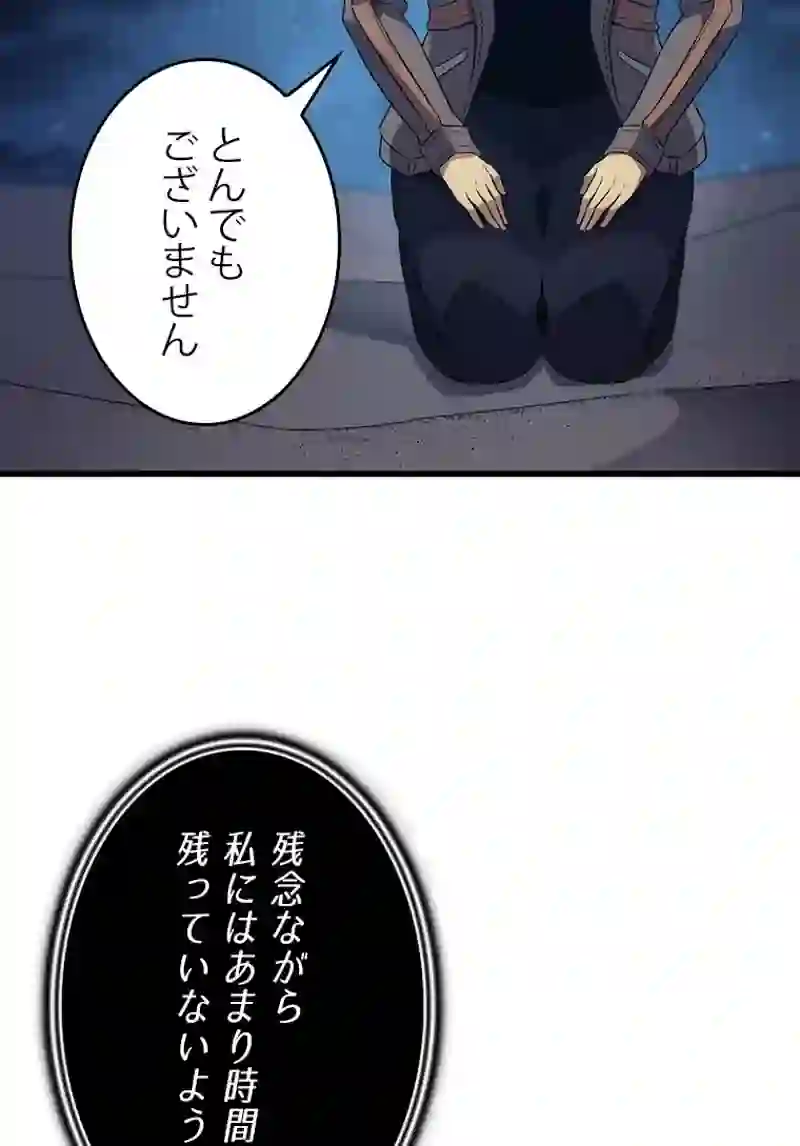 とんでも
ございません
残念ながら
私にはあまり時間
残っていないよう